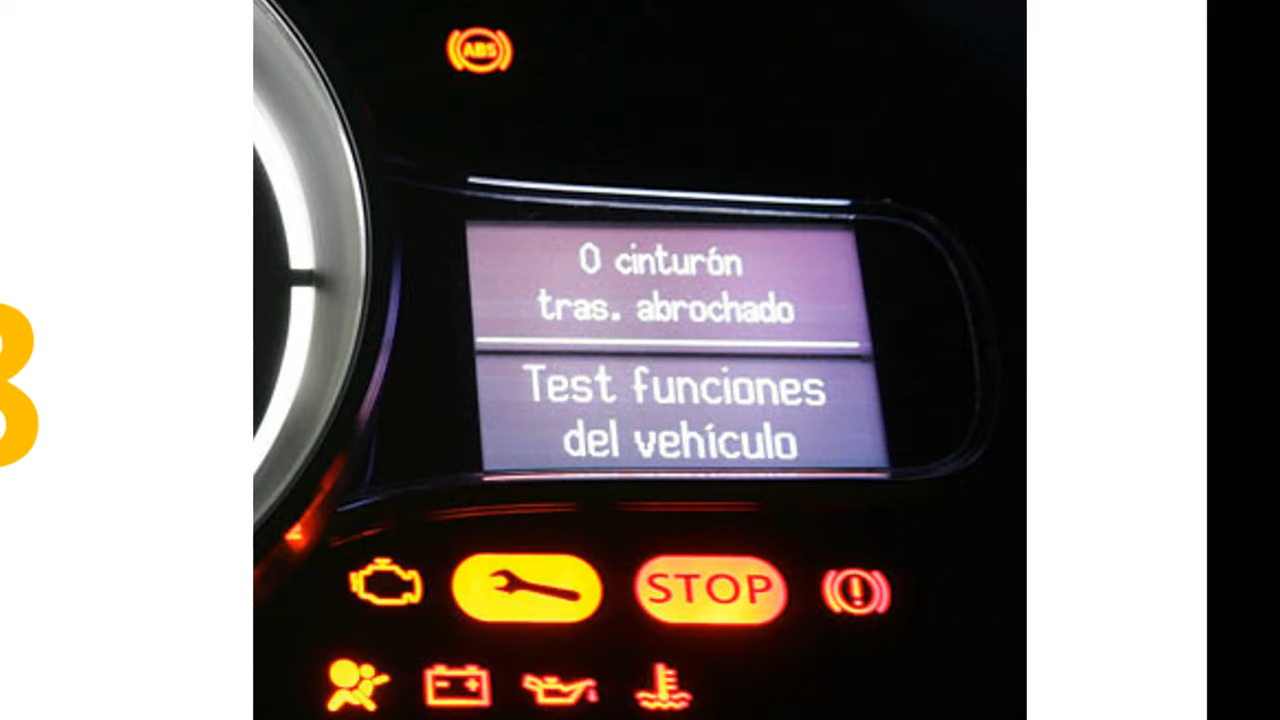 ABS
0 cinturón
tras. abrochado
Test funciones
del vehículo
STOP